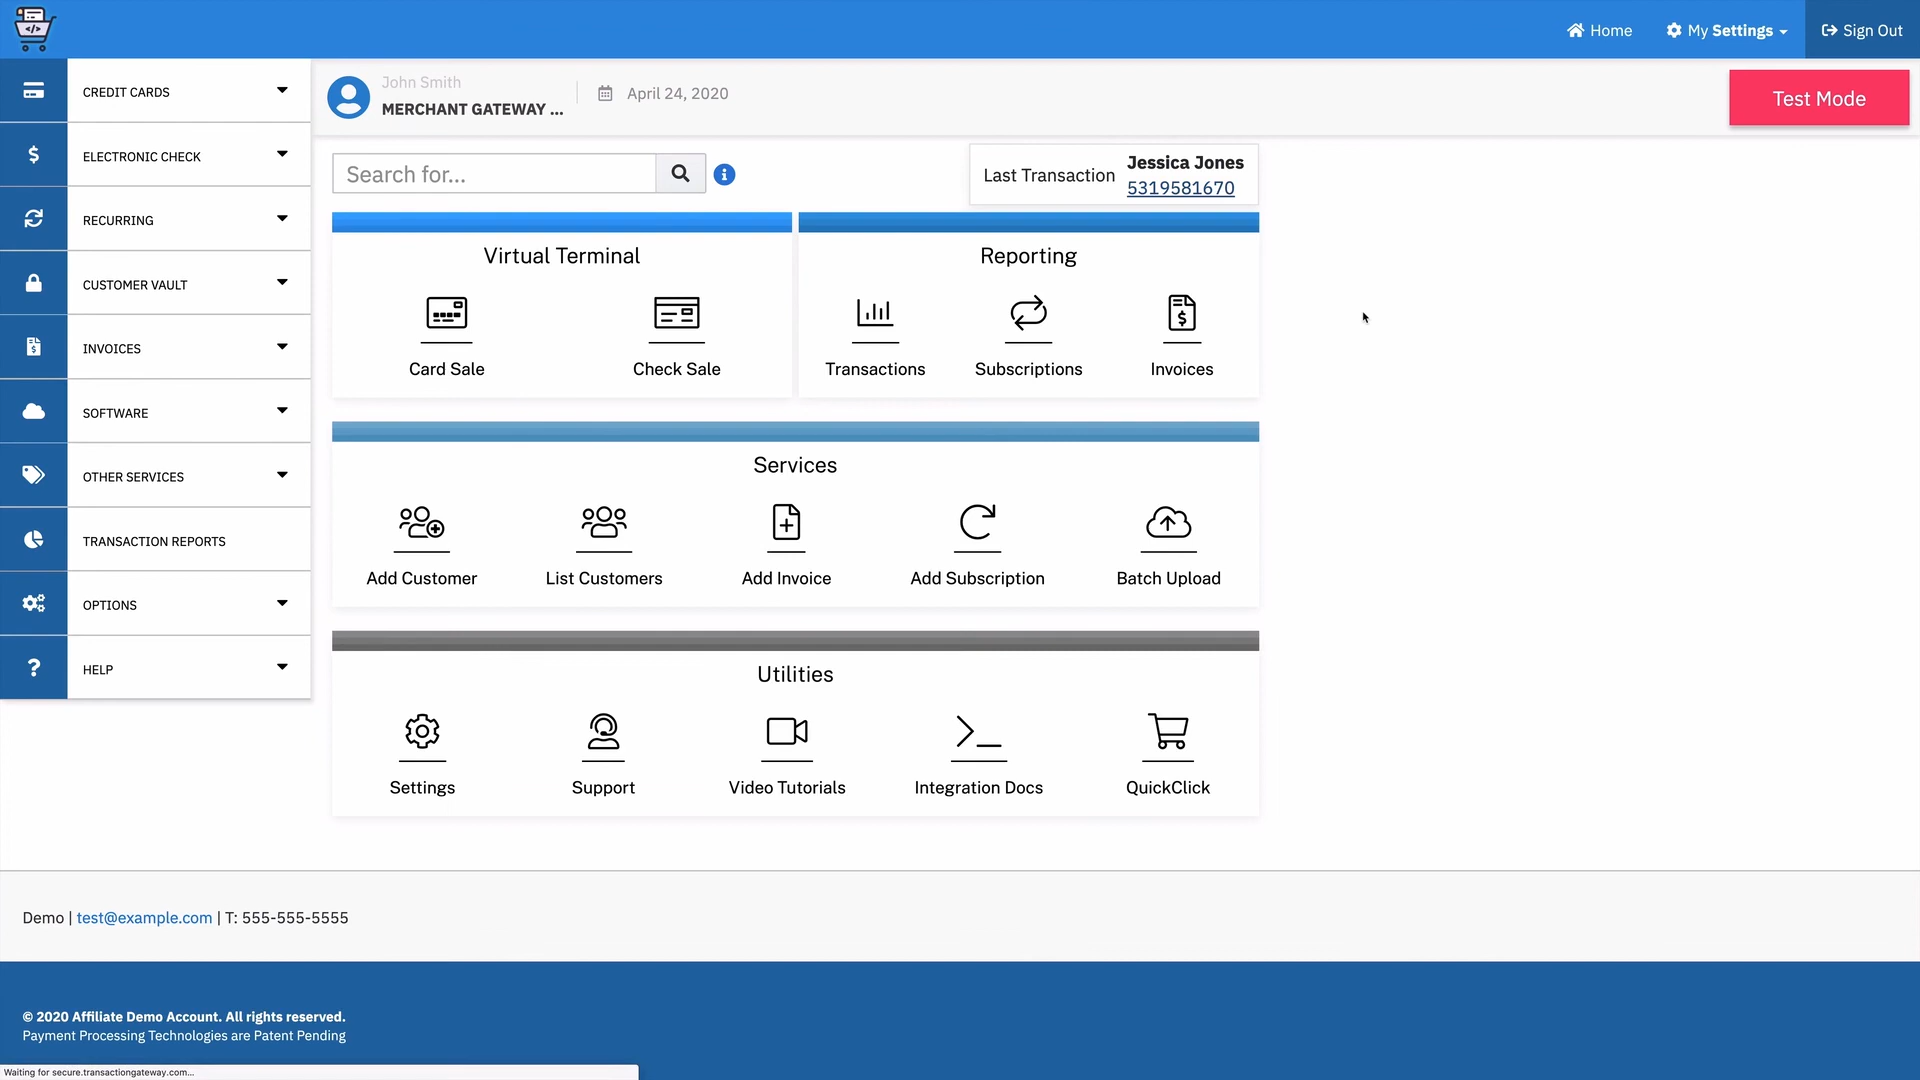 Home
My Settings
Sign Out
CREDIT CARDS
ELECTRONIC CHECK
RECURRING
CUSTOMER VAULT
INVOICES
SOFTWARE
OTHER SERVICES
TRANSACTION REPORTS
OPTIONS
HELP
John Smith
MERCHANT GATEWAY ...
April 24, 2020
Test Mode
Search for...
Last Transaction
Jessica Jones
5319581670
Virtual Terminal
Card Sale
Check Sale
Reporting
Transactions
Subscriptions
Invoices
Services
Add Customer
List Customers
Add Invoice
Add Subscription
Batch Upload
Utilities
Settings
Support
Video Tutorials
Integration Docs
QuickClick
Demo | test@example.com | T: 555-555-5555
© 2020 Affiliate Demo Account. All rights reserved.
Payment Processing Technologies are Patent Pending
Waiting for secure.transactiongateway.com...